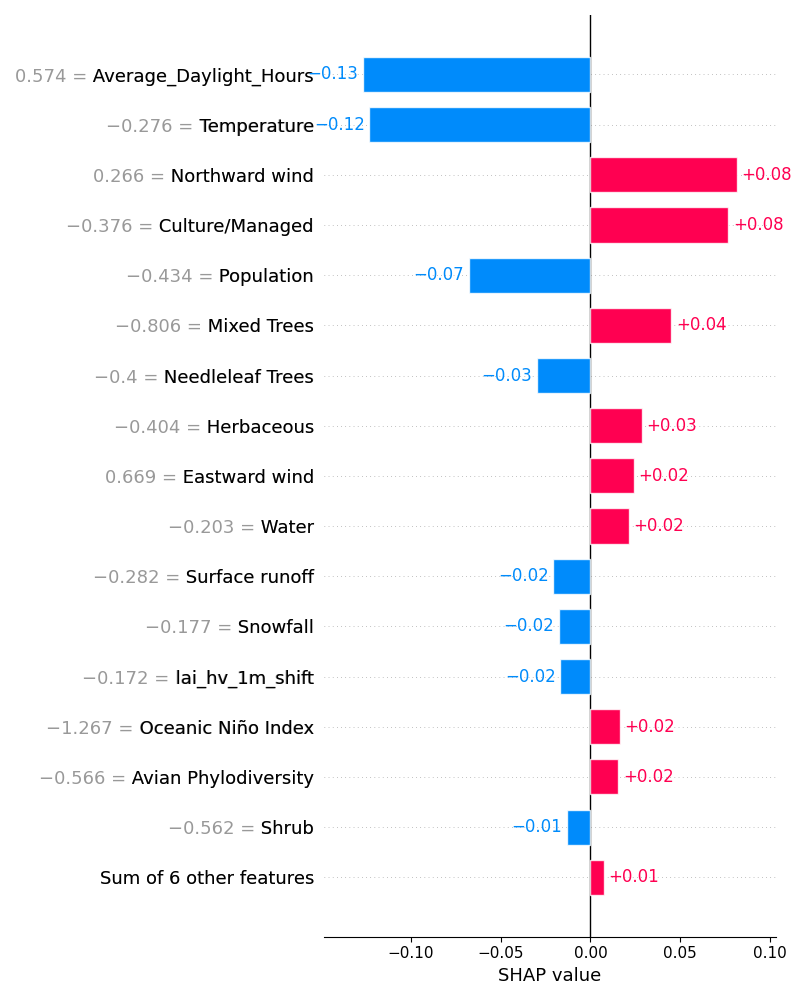 0.574 = Average_Daylight_Hours −0.13
−0.276 = Temperature −0.12
0.266 = Northward wind +0.08
−0.376 = Culture/Managed +0.08
−0.434 = Population −0.07
−0.806 = Mixed Trees +0.04
−0.4 = Needleleaf Trees −0.03
−0.404 = Herbaceous +0.03
0.669 = Eastward wind +0.02
−0.203 = Water +0.02
−0.282 = Surface runoff −0.02
−0.177 = Snowfall −0.02
−0.172 = lai_hv_1m_shift −0.02
−1.267 = Oceanic Niño Index +0.02
−0.566 = Avian Phylodiversity +0.02
−0.562 = Shrub −0.01
Sum of 6 other features +0.01
−0.10 −0.05 0.00 0.05 0.10
SHAP value